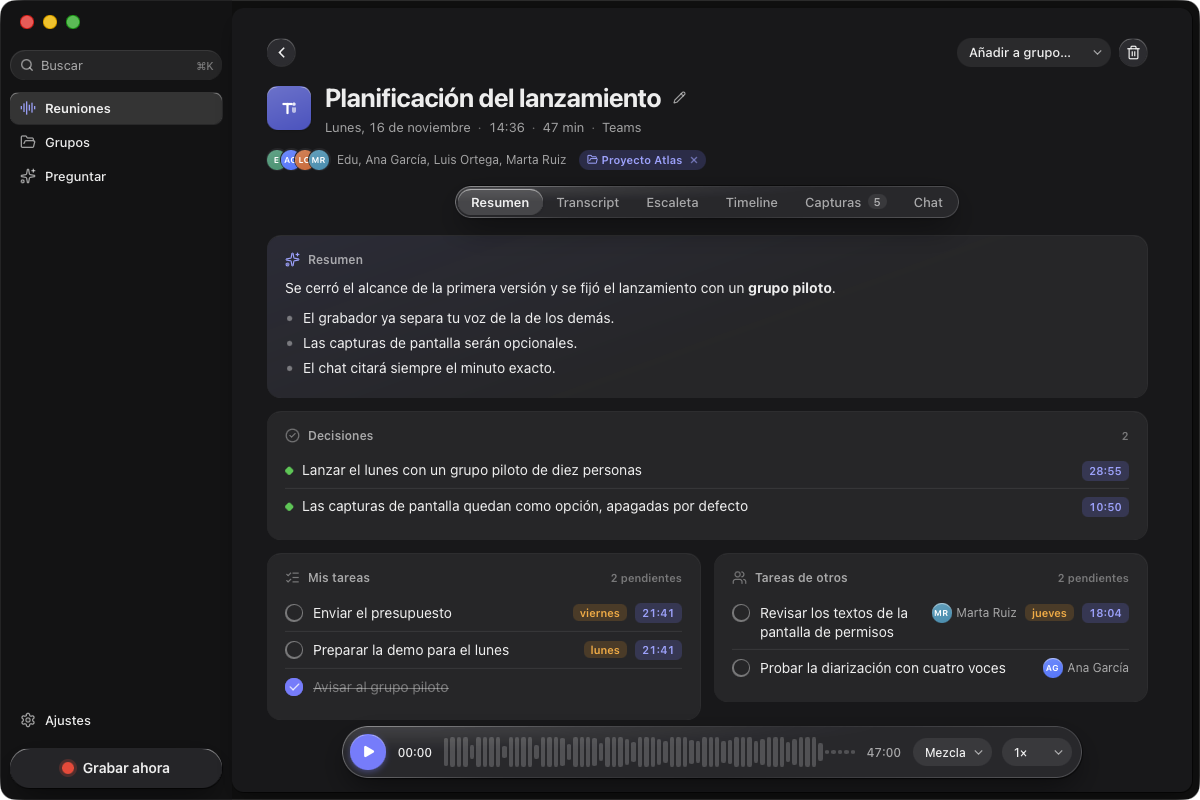 Buscar ⌘K
Reuniones
Grupos
Preguntar
Ajustes
Grabar ahora
Añadir a grupo...
Planificación del lanzamiento
Lunes, 16 de noviembre · 14:36 · 47 min · Teams
E AG LO MR Edu, Ana García, Luis Ortega, Marta Ruiz Proyecto Atlas ×
Resumen Transcript Escaleta Timeline Capturas 5 Chat
Resumen
Se cerró el alcance de la primera versión y se fijó el lanzamiento con un grupo piloto.
• El grabador ya separa tu voz de la de los demás.
• Las capturas de pantalla serán opcionales.
• El chat citará siempre el minuto exacto.
Decisiones 2
Lanzar el lunes con un grupo piloto de diez personas 28:55
Las capturas de pantalla quedan como opción, apagadas por defecto 10:50
Mis tareas 2 pendientes
Enviar el presupuesto viernes 21:41
Preparar la demo para el lunes lunes 21:41
Avisar al grupo piloto
Tareas de otros 2 pendientes
Revisar los textos de la MR Marta Ruiz jueves 18:04
pantalla de permisos
Probar la diarización con cuatro voces AG Ana García
00:00 47:00 Mezcla 1×